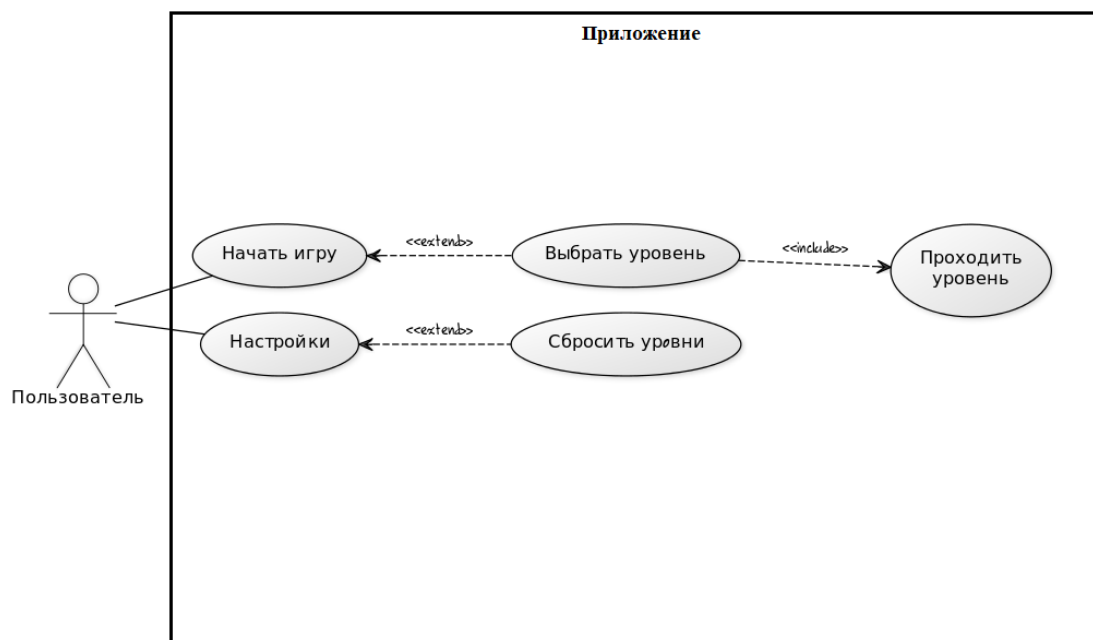 Приложение
Начать игру
<<extend>>
Выбрать уровень
<<include>>
Проходить
уровень
Настройки
<<extend>>
Сбросить уровни
Пользователь